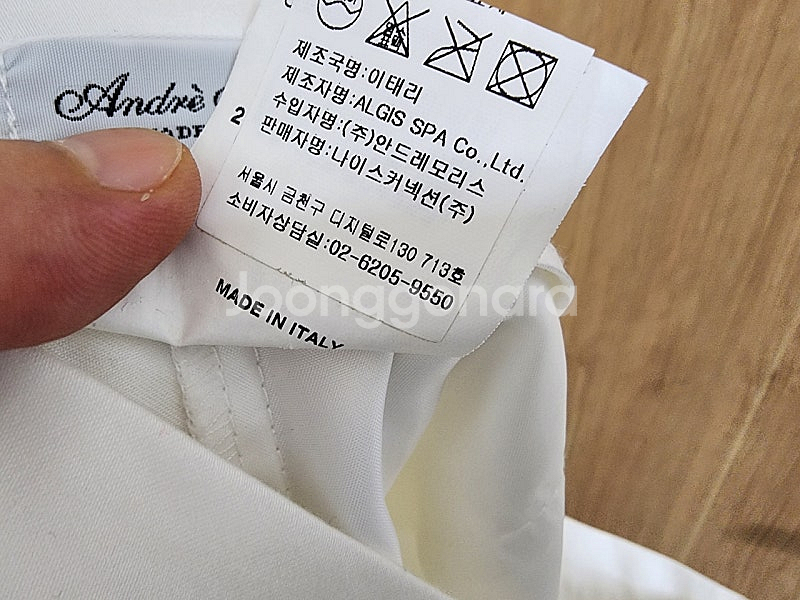 Andrè
MADE
2
제조국명:이태리
제조자명:ALGIS SPA Co.,Ltd.
수입자명:(주)안드레모리스
판매자명:나이스커넥션(주)
서울시 금천구 디지털로130 713호
소비자상담실:02-6205-9550
MADE IN ITALY
Joonggonara